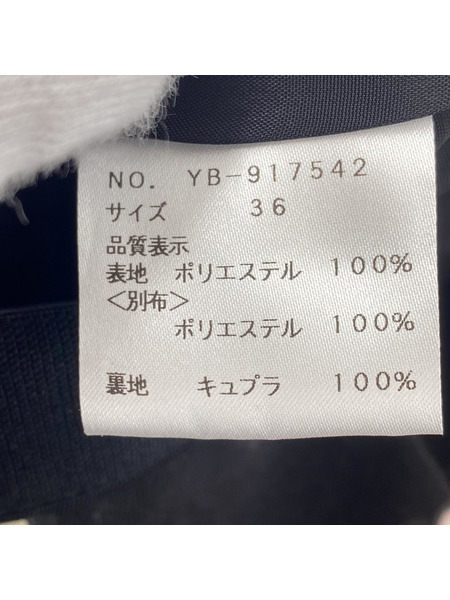 NO. YB-917542
サイズ 36
品質表示
表地 ポリエステル 100%
<別布>
ポリエステル 100%
裏地 キュプラ 100%